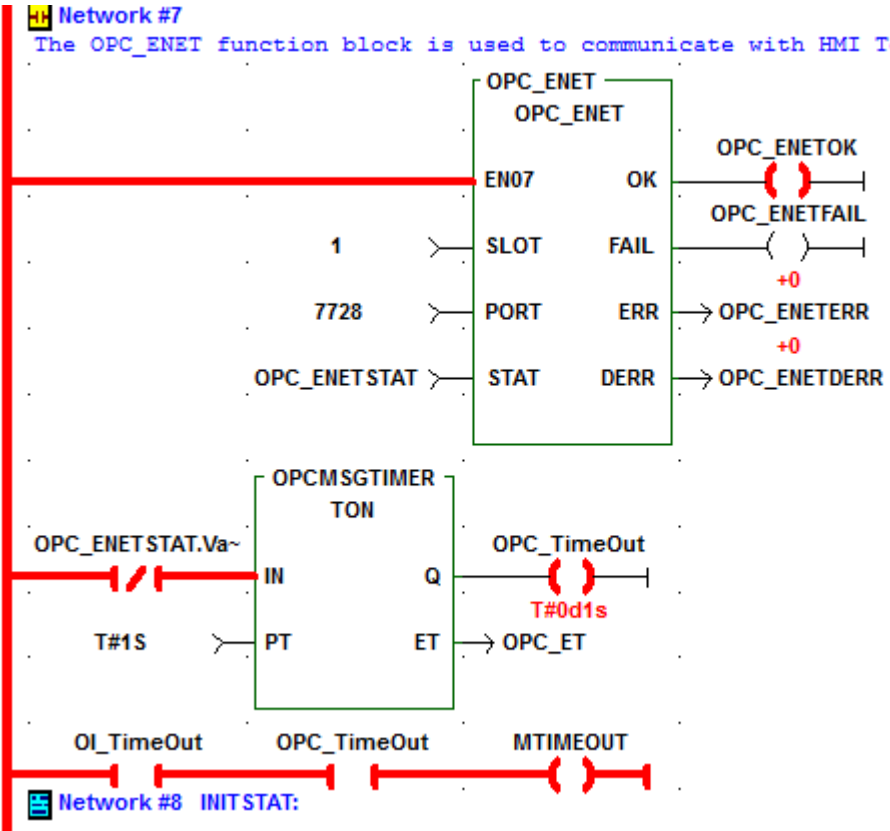 Network #7
The OPC_ENET function block is used to communicate with HMI
OPC_ENET
OPC_ENET
OPC_ENETOK
EN07 OK
OPC_ENETFAIL
1 SLOT FAIL
+0
7728 PORT ERR OPC_ENETERR
+0
OPC_ENETSTAT STAT DERR OPC_ENETDERR
OPCMSGTIMER
TON
OPC_ENETSTAT.Va~ OPC_TimeOut
IN Q
T#0d1s
T#1S PT ET OPC_ET
OI_TimeOut OPC_TimeOut MTIMEOUT
Network #8 INITSTAT: